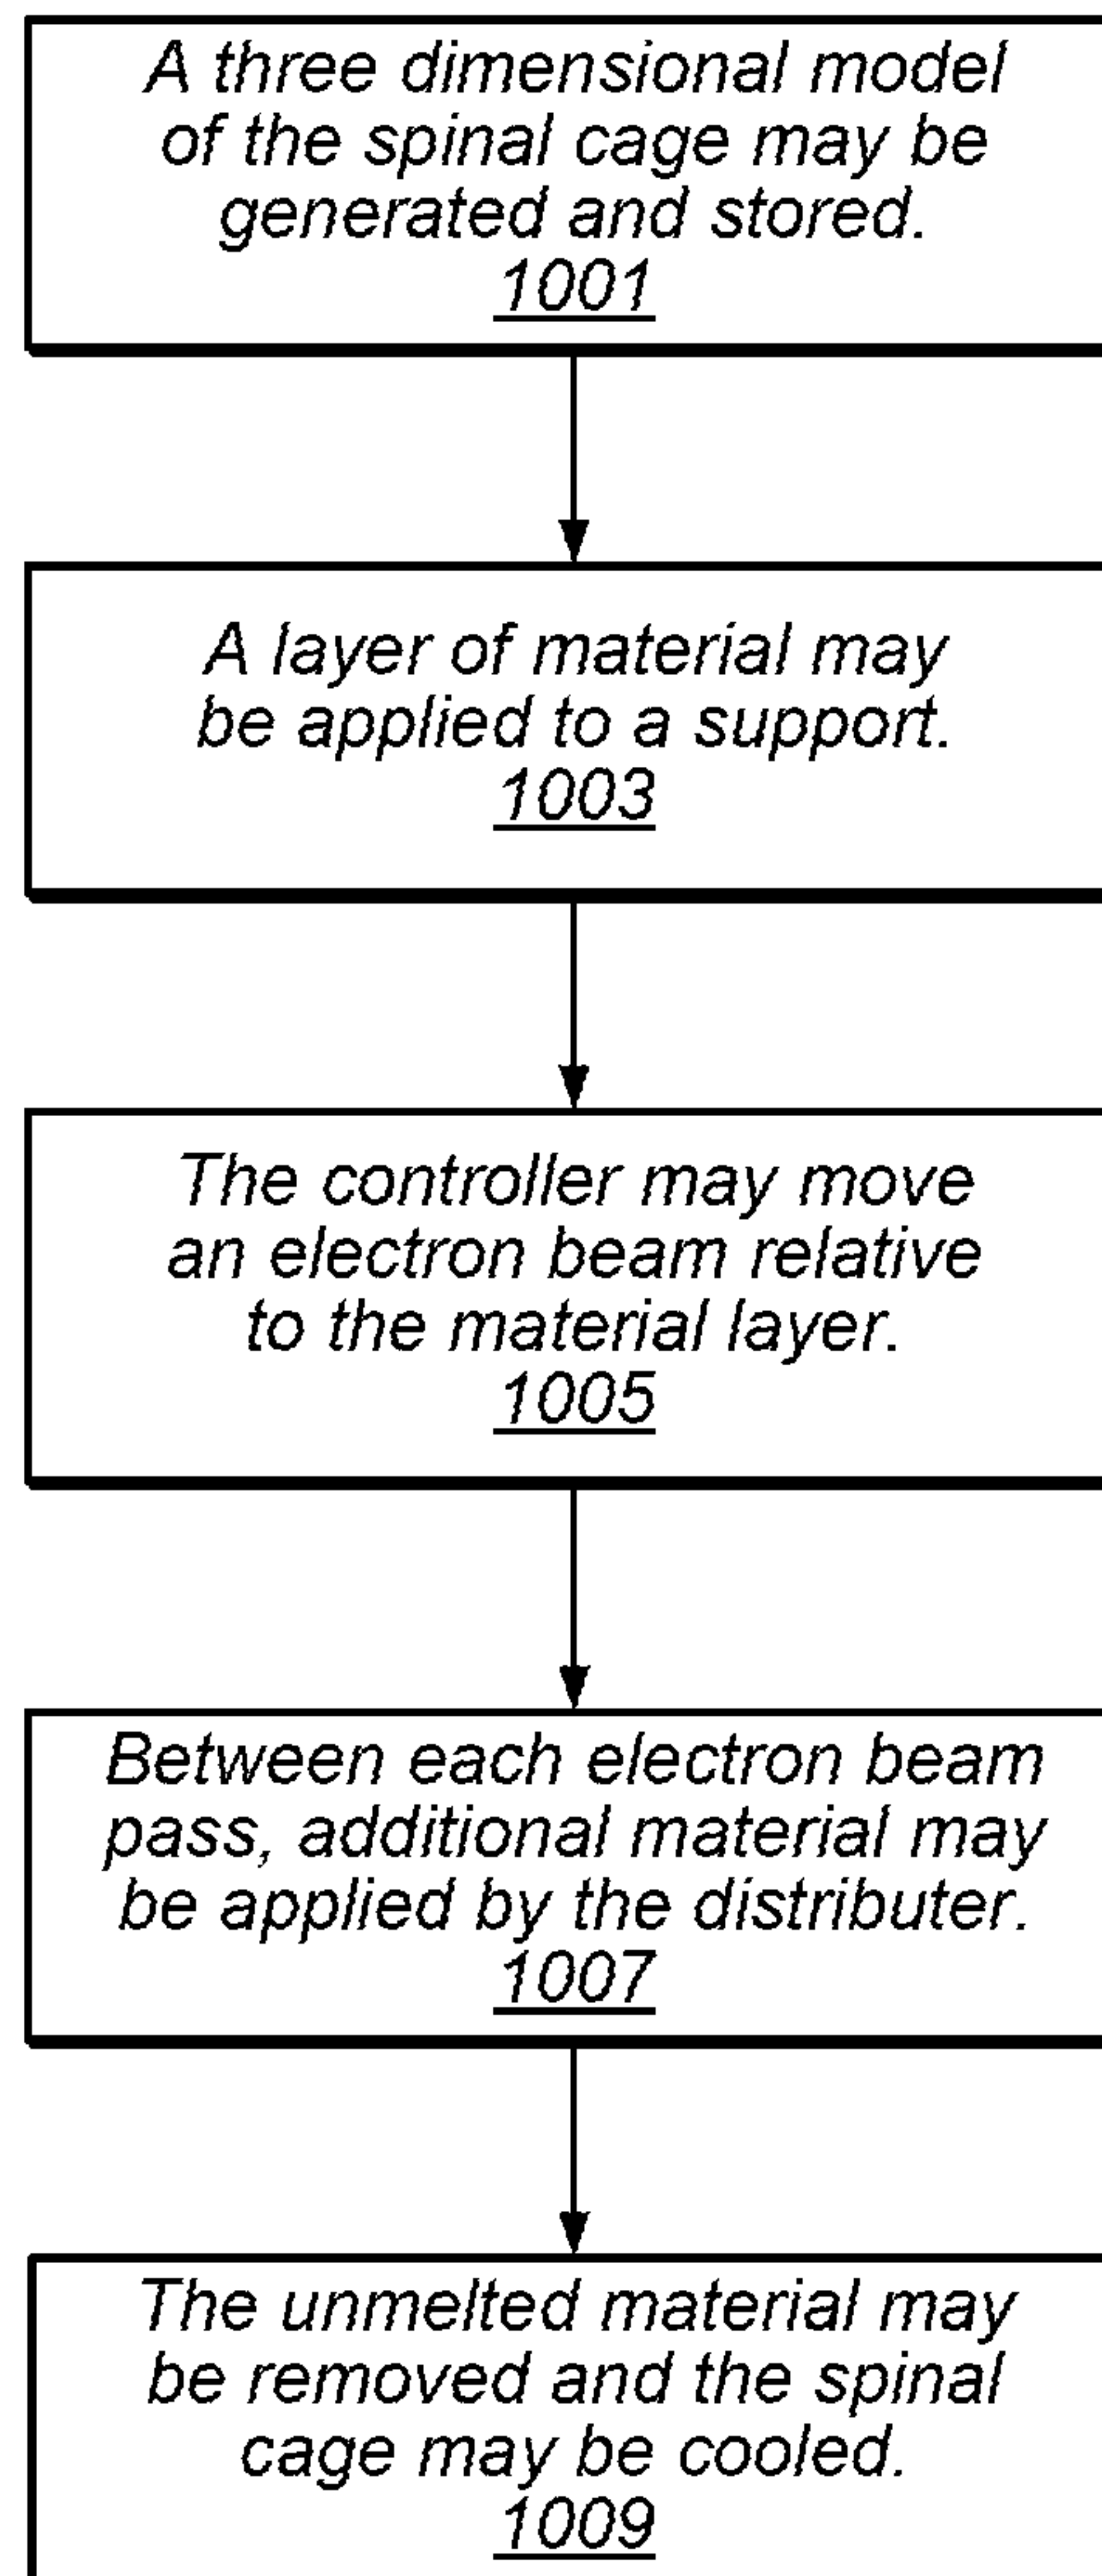 A three dimensional model
of the spinal cage may be
generated and stored.
1001
A layer of material may
be applied to a support.
1003
The controller may move
an electron beam relative
to the material layer.
1005
Between each electron beam
pass, additional material may
be applied by the distributer.
1007
The unmelted material may
be removed and the spinal
cage may be cooled.
1009